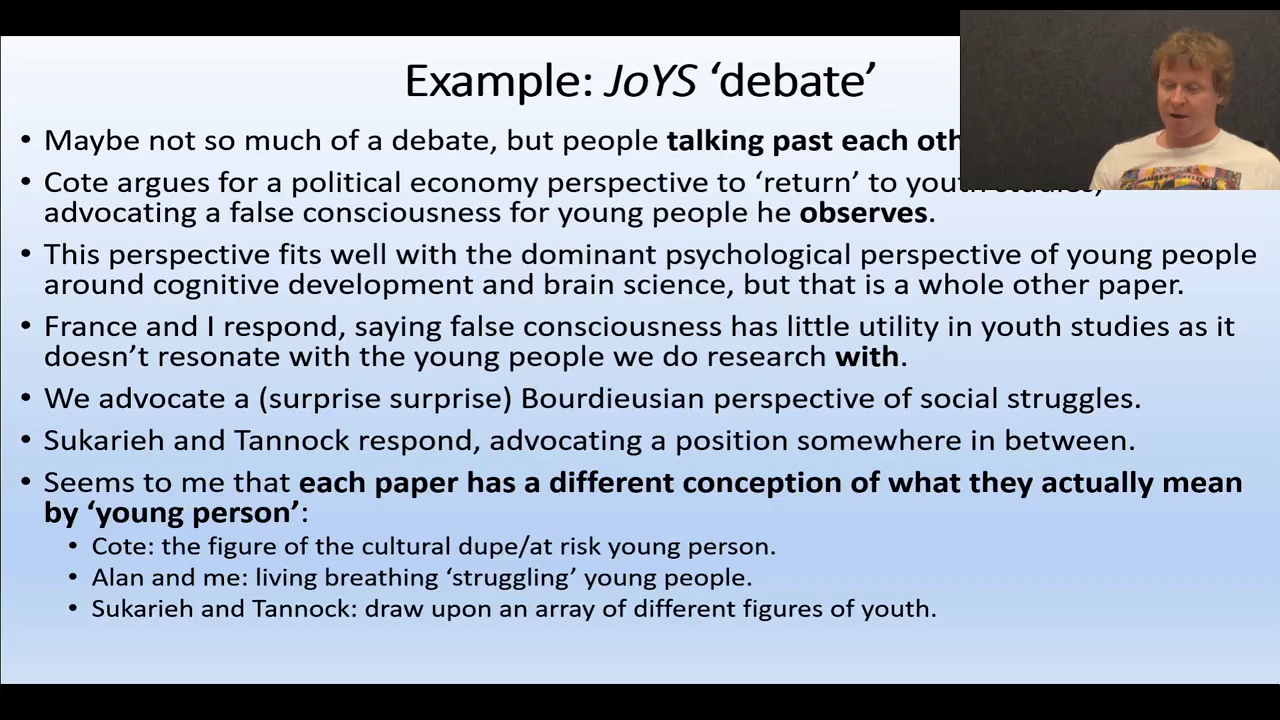 Example: JoYS ‘debate’
• Maybe not so much of a debate, but people talking past each oth
• Cote argues for a political economy perspective to ‘return’ to youth studies,
advocating a false consciousness for young people he observes.
• This perspective fits well with the dominant psychological perspective of young people
around cognitive development and brain science, but that is a whole other paper.
• France and I respond, saying false consciousness has little utility in youth studies as it
doesn’t resonate with the young people we do research with.
• We advocate a (surprise surprise) Bourdieusian perspective of social struggles.
• Sukarieh and Tannock respond, advocating a position somewhere in between.
• Seems to me that each paper has a different conception of what they actually mean
by ‘young person’:
• Cote: the figure of the cultural dupe/at risk young person.
• Alan and me: living breathing ‘struggling’ young people.
• Sukarieh and Tannock: draw upon an array of different figures of youth.